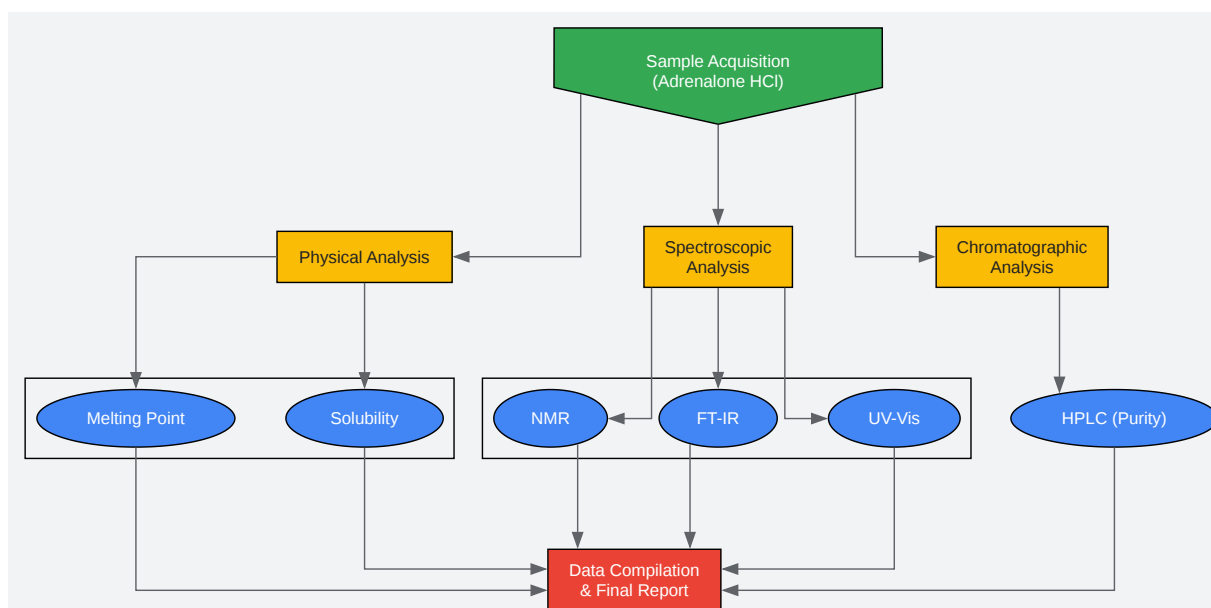 Sample Acquisition
(Adrenalone HCl)
Physical Analysis
Spectroscopic
Analysis
Chromatographic
Analysis
Melting Point
Solubility
NMR
FT-IR
UV-Vis
HPLC (Purity)
Data Compilation
& Final Report